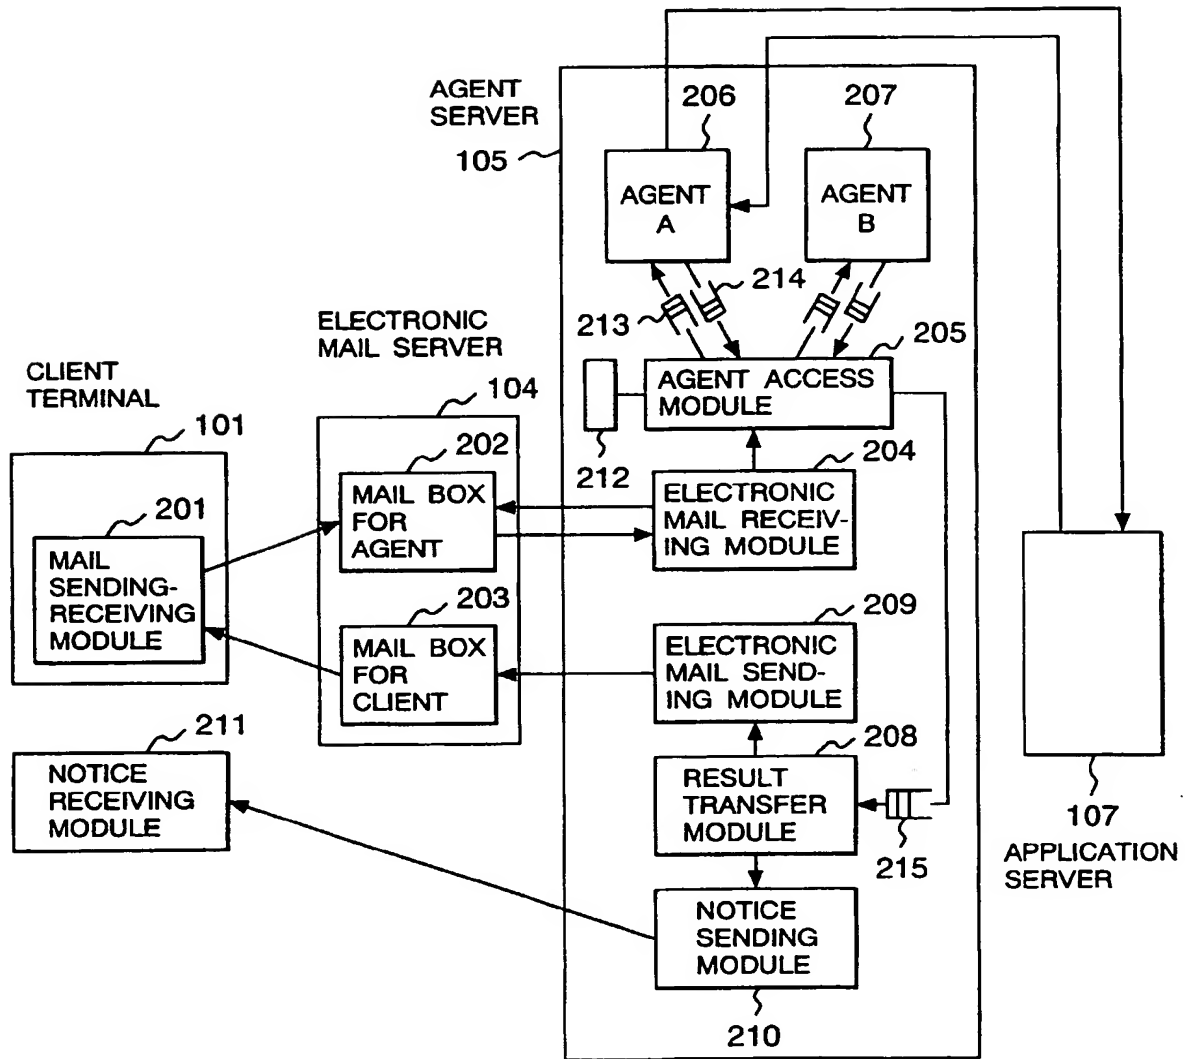 AGENT
SERVER
105
206
207
AGENT
A
AGENT
B
213
214
ELECTRONIC
MAIL SERVER
CLIENT
TERMINAL
205
AGENT ACCESS
MODULE
104
101
212
202
204
MAIL BOX
FOR
AGENT
ELECTRONIC
MAIL RECEIV-
ING MODULE
201
MAIL
SENDING-
RECEIVING
MODULE
203
209
MAIL BOX
FOR
CLIENT
ELECTRONIC
MAIL SEND-
ING MODULE
211
NOTICE
RECEIVING
MODULE
208
RESULT
TRANSFER
MODULE
215
107
APPLICATION
SERVER
NOTICE
SENDING
MODULE
210